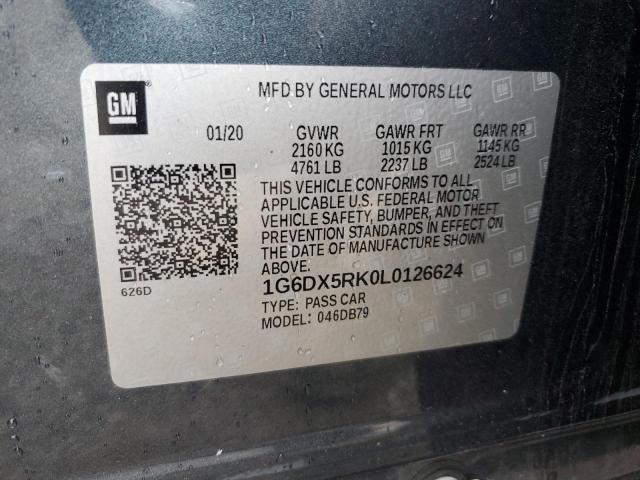 GM
MFD BY GENERAL MOTORS LLC
01/20 GVWR GAWR FRT GAWR RR
2160 KG 1015 KG 1145 KG
4761 LB 2237 LB 2524 LB
THIS VEHICLE CONFORMS TO ALL
APPLICABLE U.S. FEDERAL MOTOR
VEHICLE SAFETY, BUMPER, AND THEFT
PREVENTION STANDARDS IN EFFECT ON
THE DATE OF MANUFACTURE SHOWN
ABOVE.
626D
1G6DX5RK0L0126624
TYPE: PASS CAR
MODEL: 046DB79